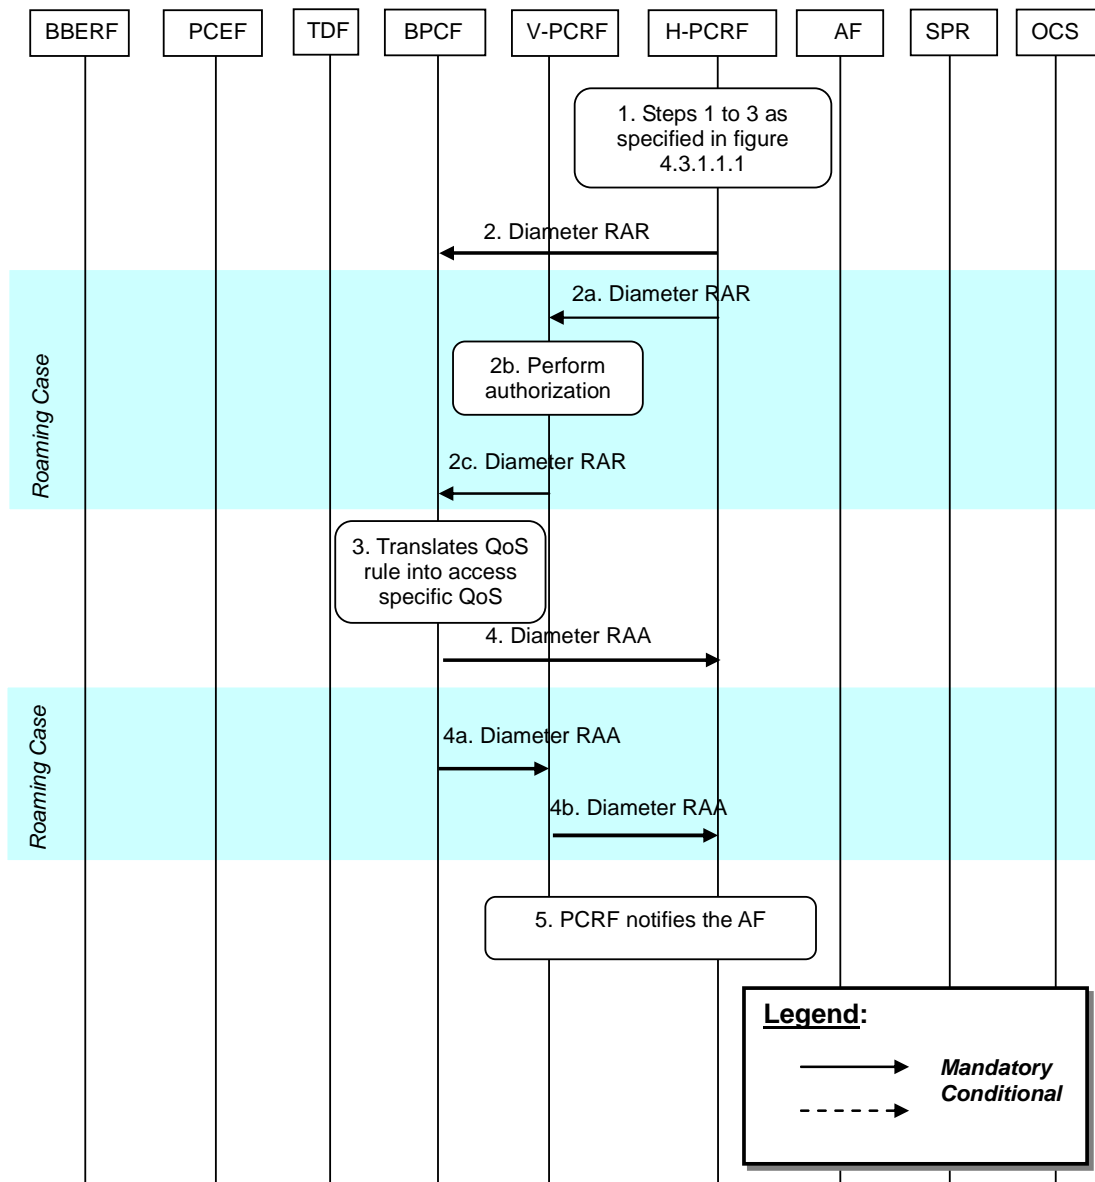 BBERF
PCEF
TDF
BPCF
V-PCRF
H-PCRF
AF
SPR
OCS
1. Steps 1 to 3 as
specified in figure
4.3.1.1.1
2. Diameter RAR
2a. Diameter RAR
2b. Perform
authorization
Roaming Case
2c. Diameter RAR
3. Translates QoS
rule into access
specific QoS
4. Diameter RAA
Roaming Case
4a. Diameter RAA
4b. Diameter RAA
5. PCRF notifies the AF
Legend:
Mandatory
Conditional